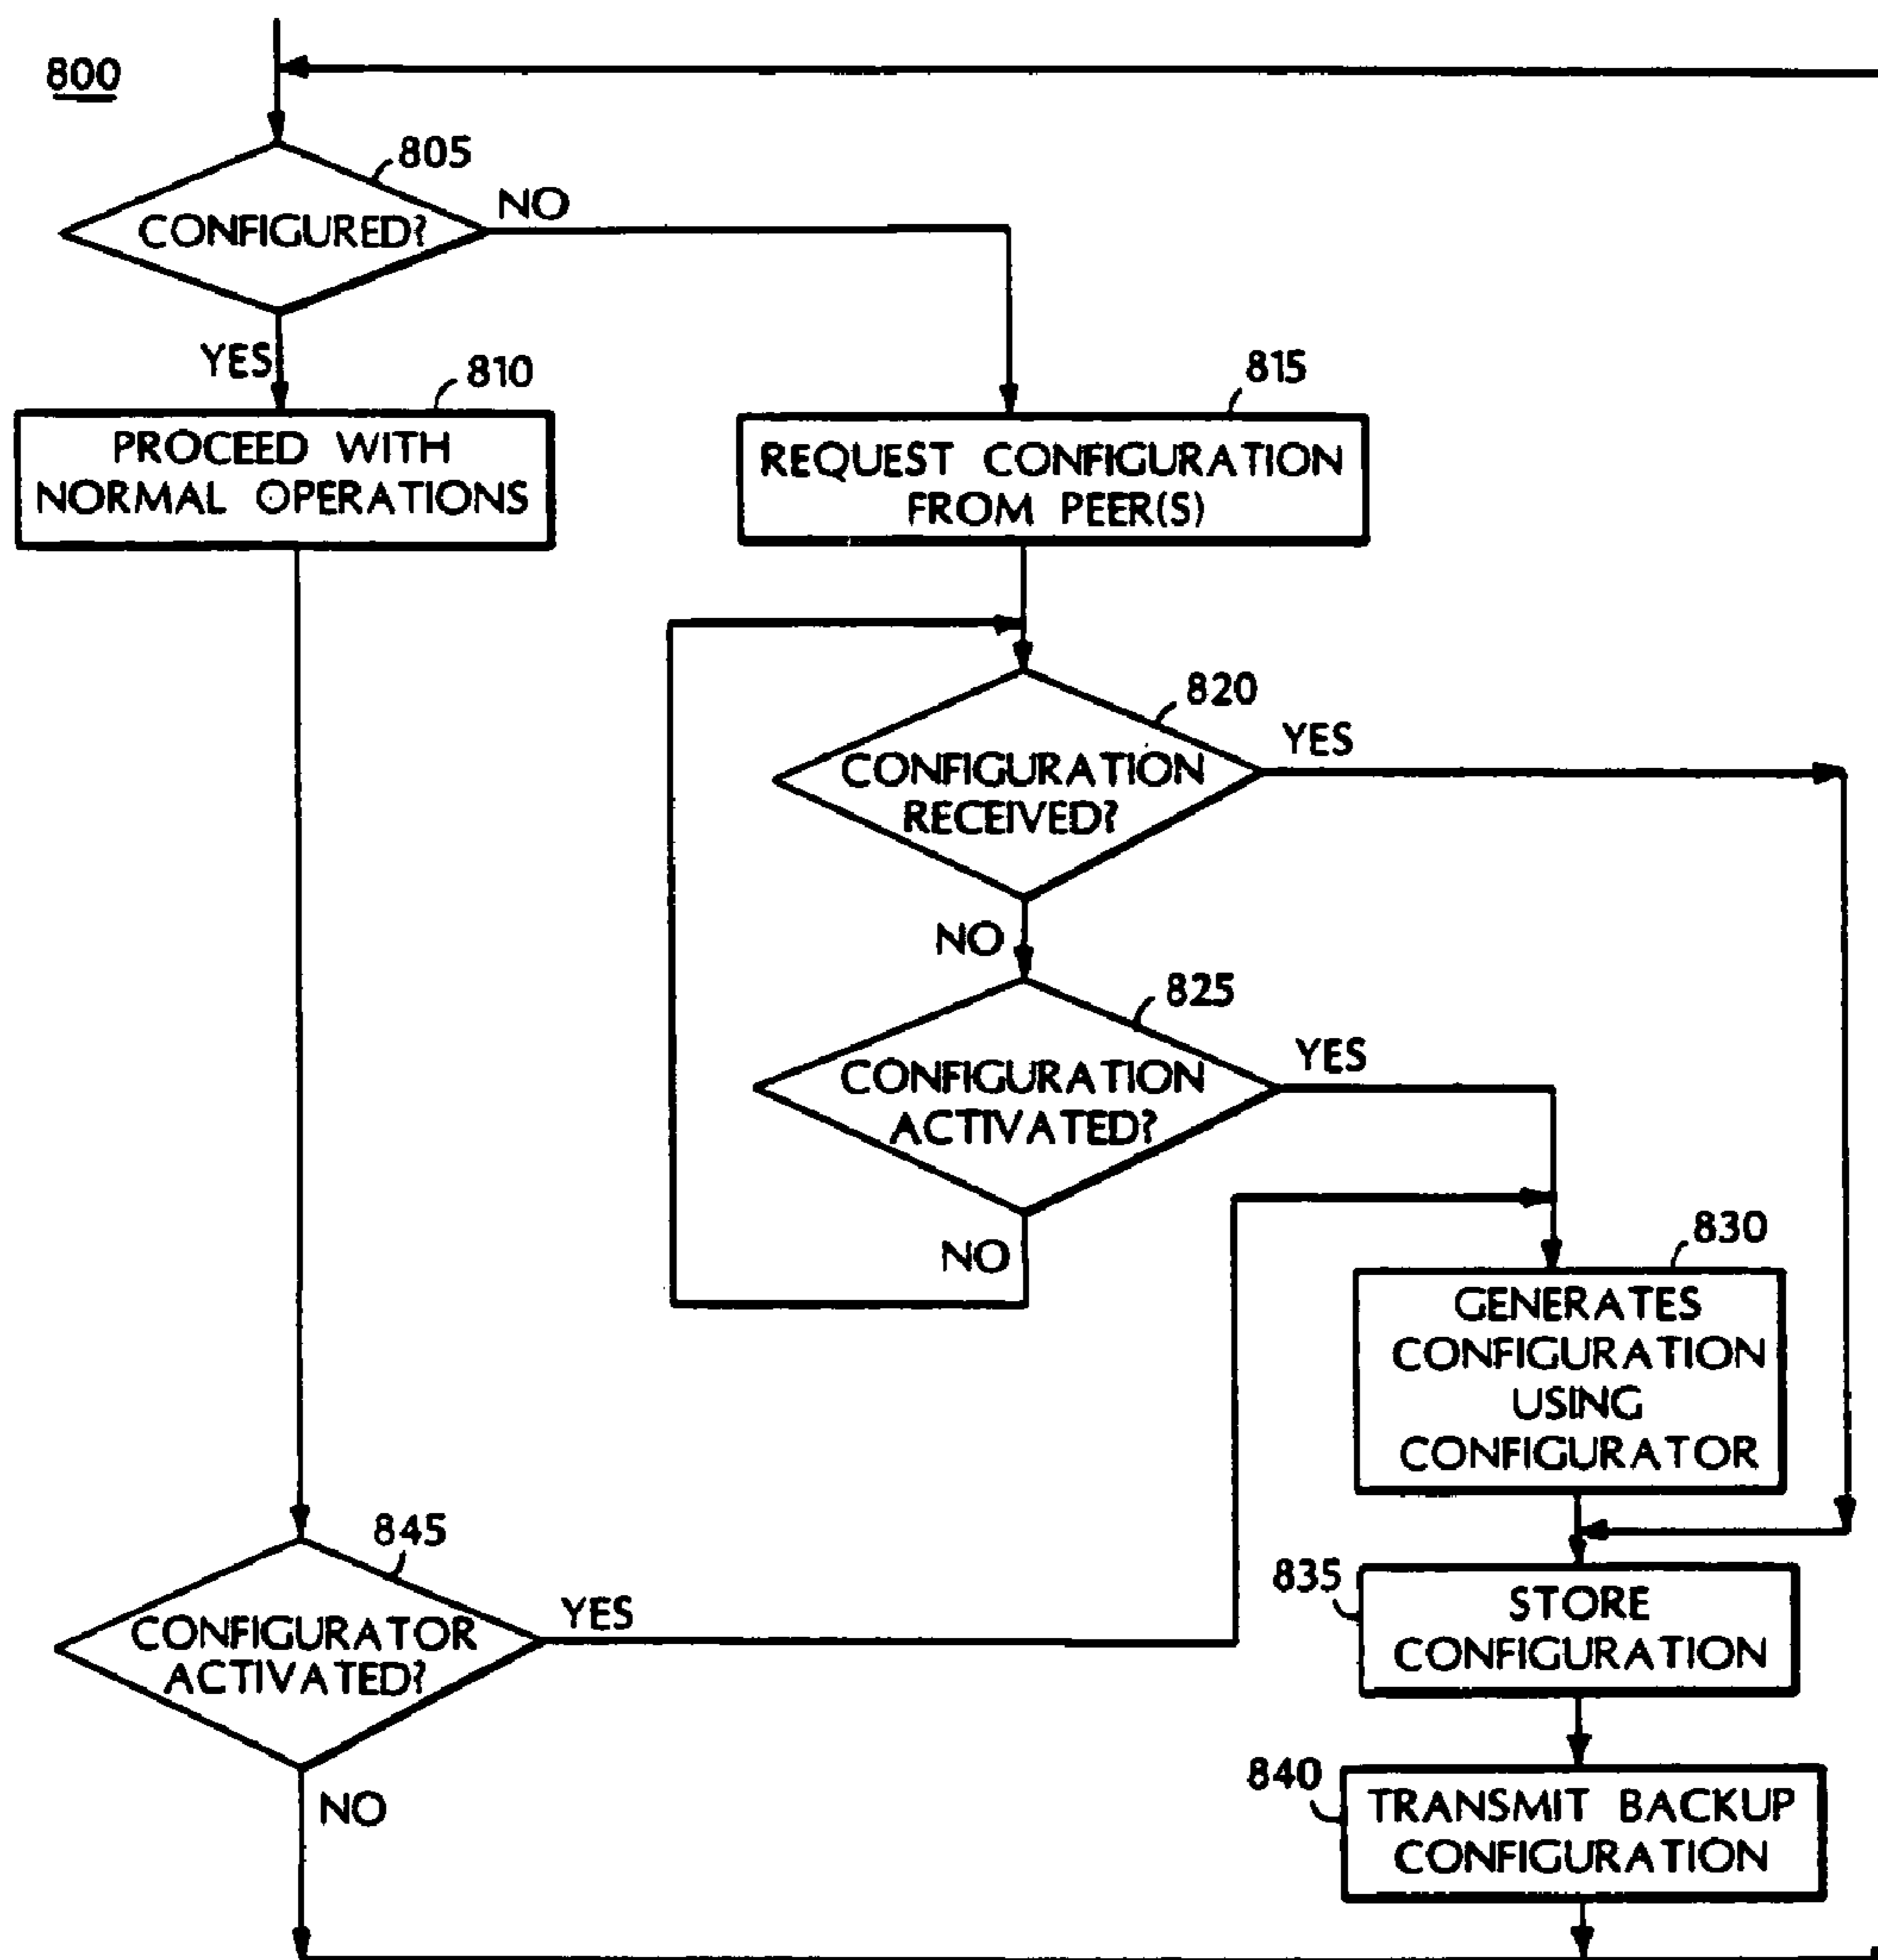 800
805
CONFIGURED?
NO
YES
810
PROCEED WITH
NORMAL OPERATIONS
815
REQUEST CONFIGURATION
FROM PEER(S)
820
CONFIGURATION
RECEIVED?
YES
NO
825
CONFIGURATION
ACTIVATED?
YES
NO
830
GENERATES
CONFIGURATION
USING
CONFIGURATOR
835
STORE
CONFIGURATION
840
TRANSMIT BACKUP
CONFIGURATION
845
CONFIGURATOR
ACTIVATED?
YES
NO